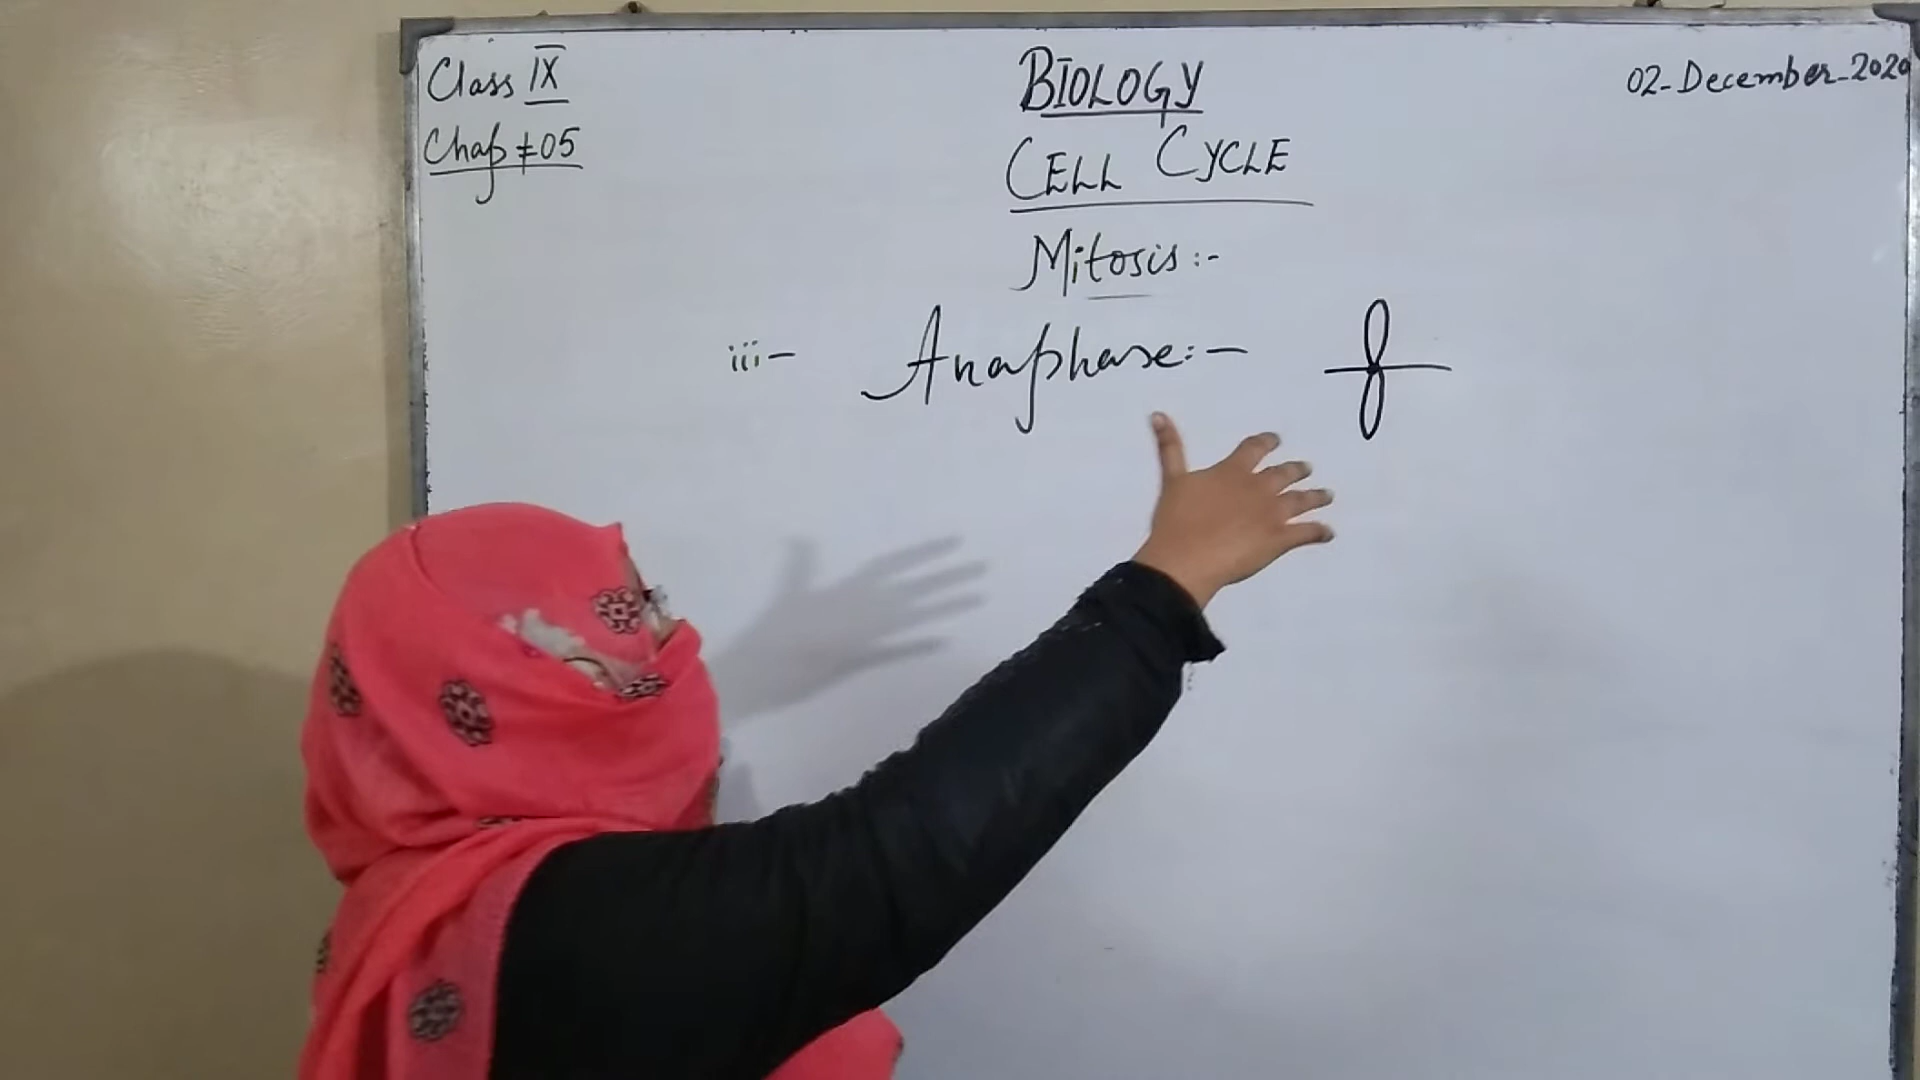 Class IX
Chap # 05
BIOLOGY
02-December-2020
CELL CYCLE
Mitosis:-
iii- Anaphase:-